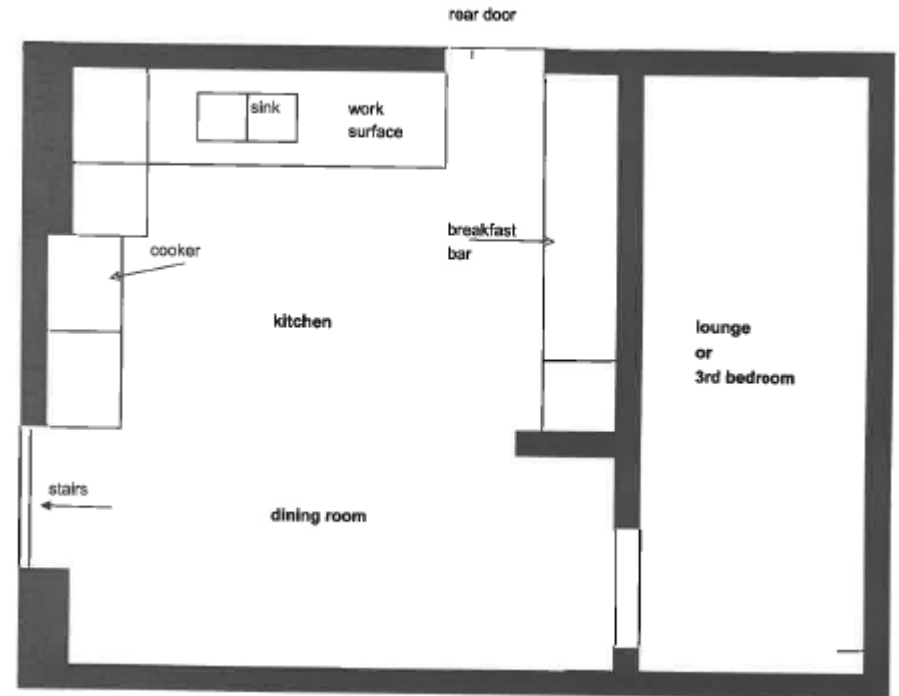 rear door
sink
work
surface
breakfast
bar
cooker
kitchen
lounge
or
3rd bedroom
stairs
dining room